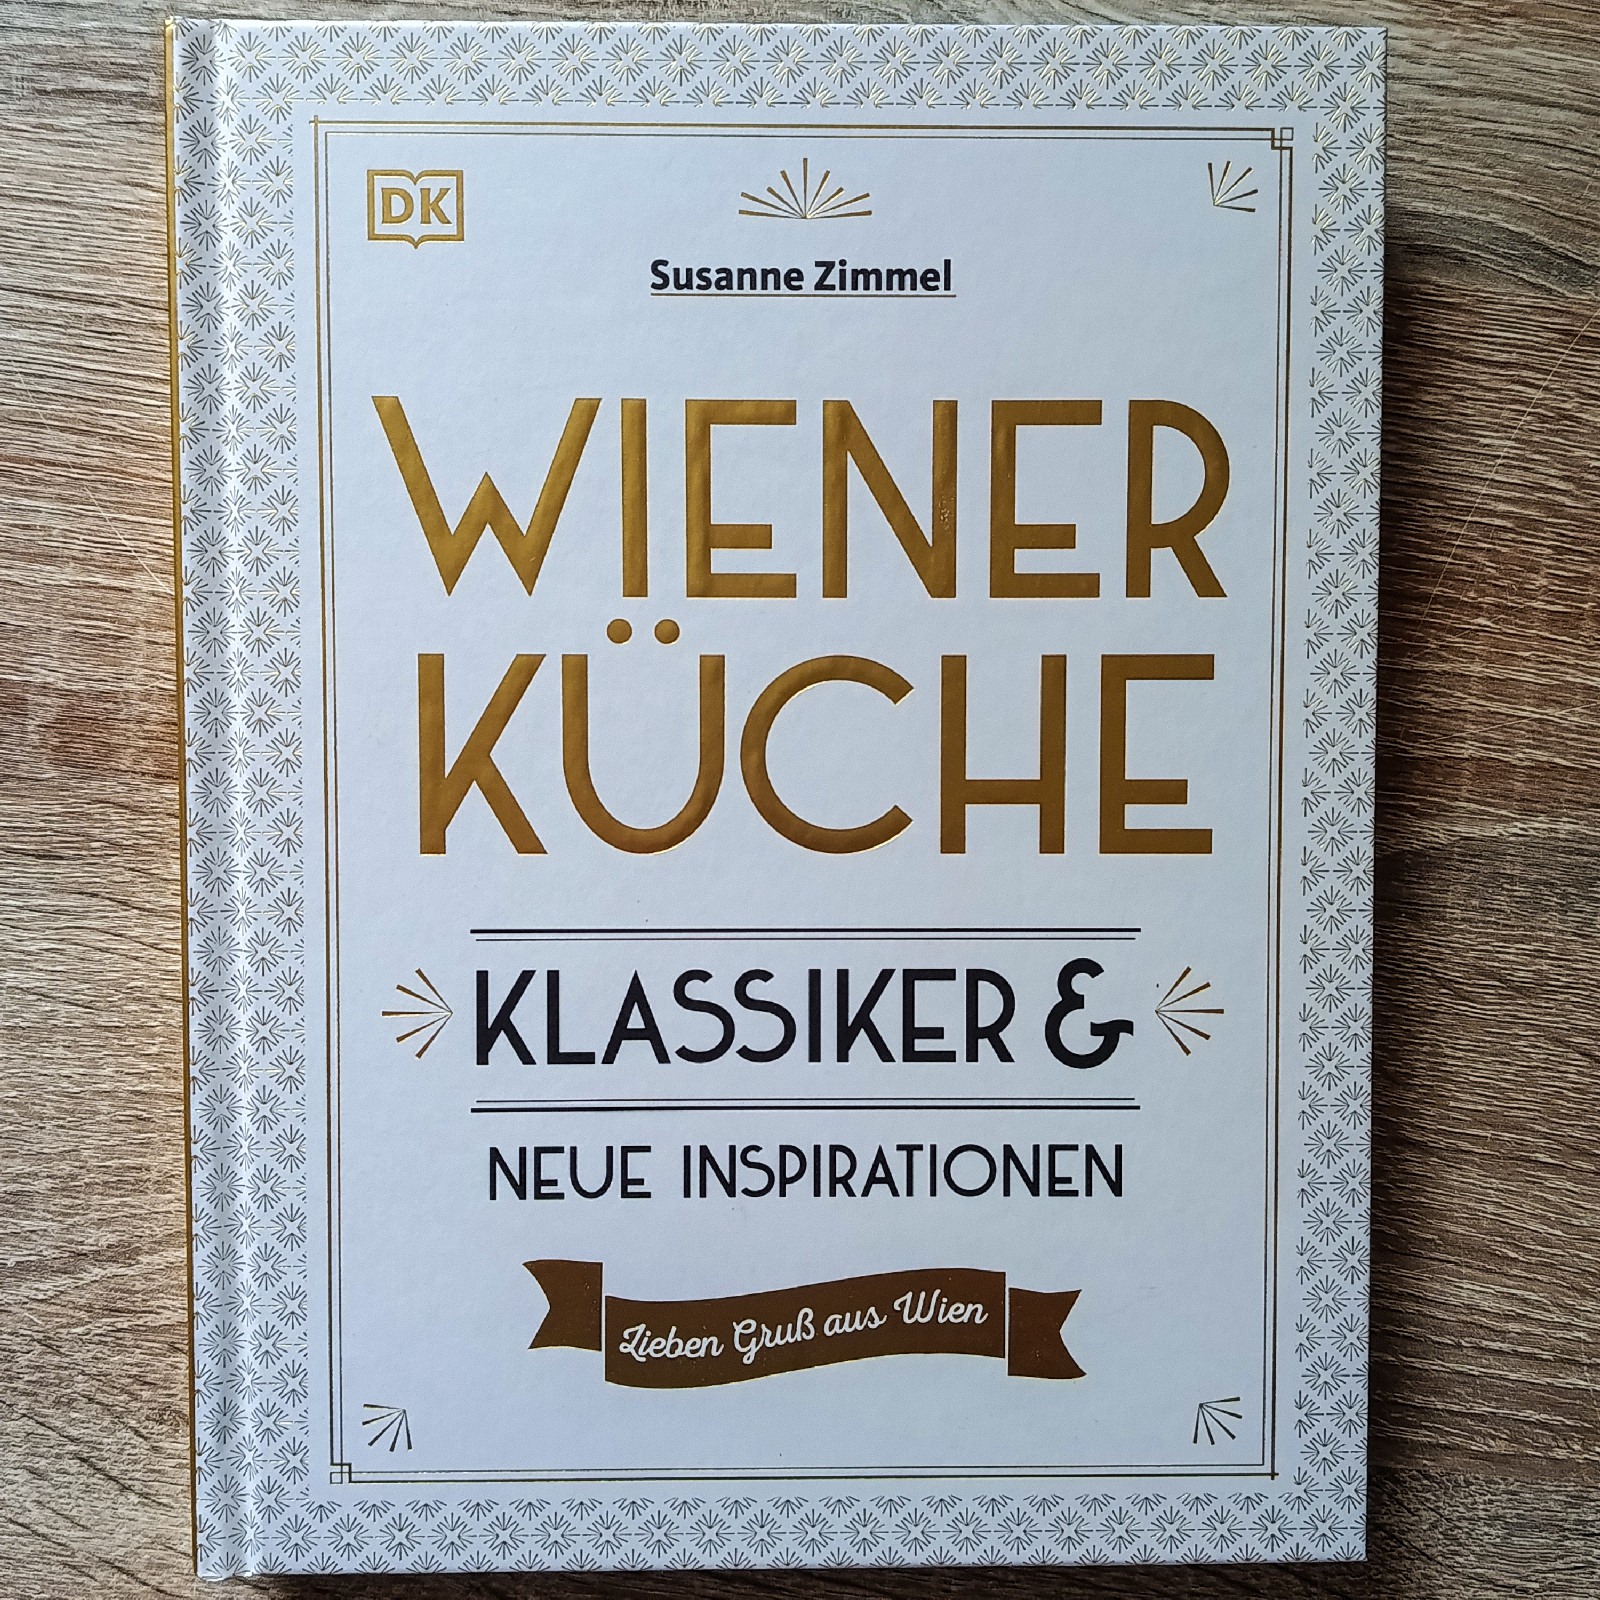 DK
Susanne Zimmel
WIENER
KÜCHE
KLASSIKER &
NEUE INSPIRATIONEN
Lieben Gruß aus Wien